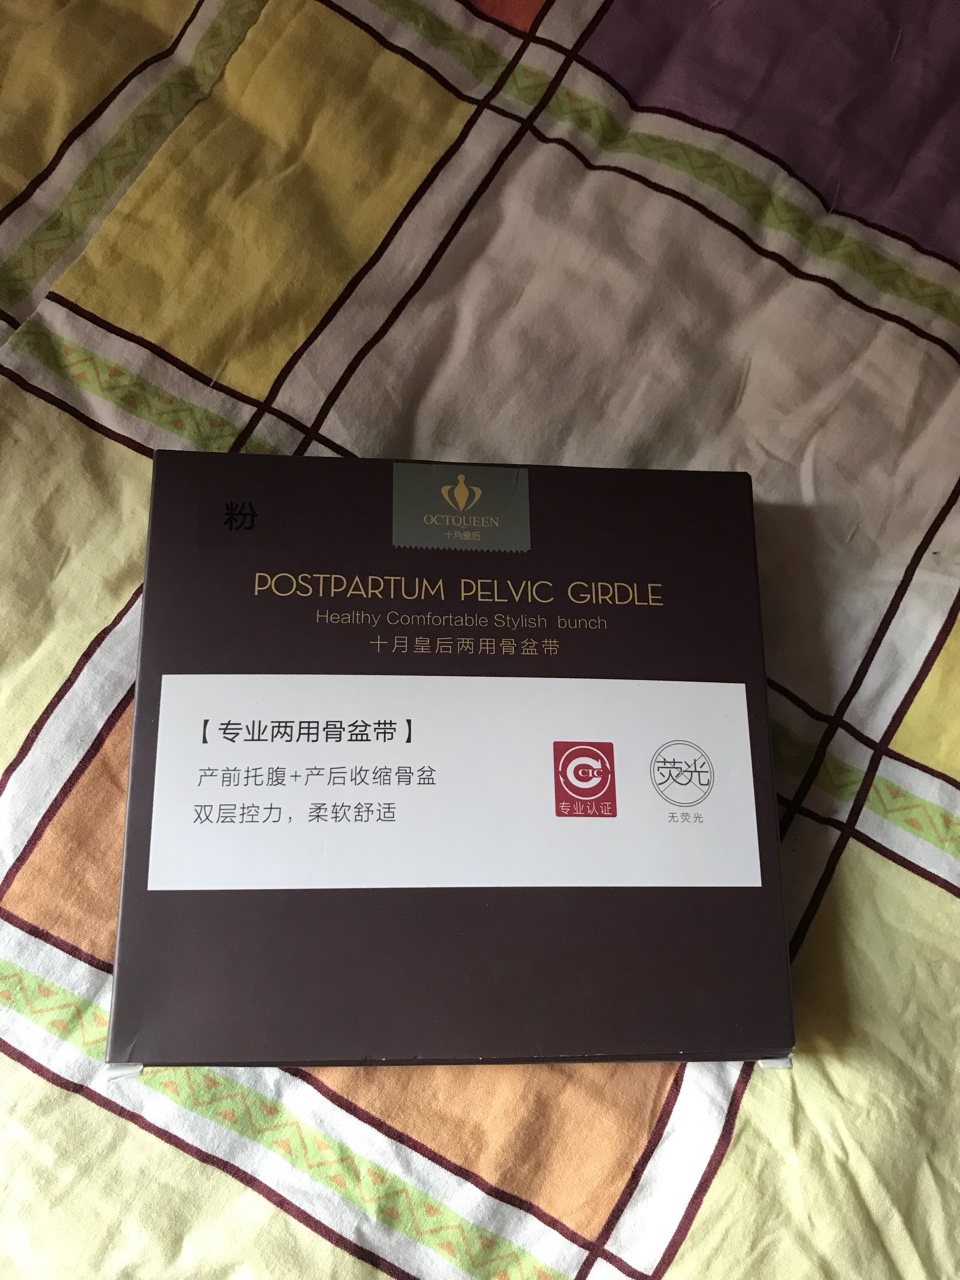 粉
OCTQUEEN
十月皇后
POSTPARTUM PELVIC GIRDLE
Healthy Comfortable Stylish bunch
十月皇后两用骨盆带
【专业两用骨盆带】
产前托腹+产后收缩骨盆
双层控力，柔软舒适
CIC
专业认证
荧光
无荧光